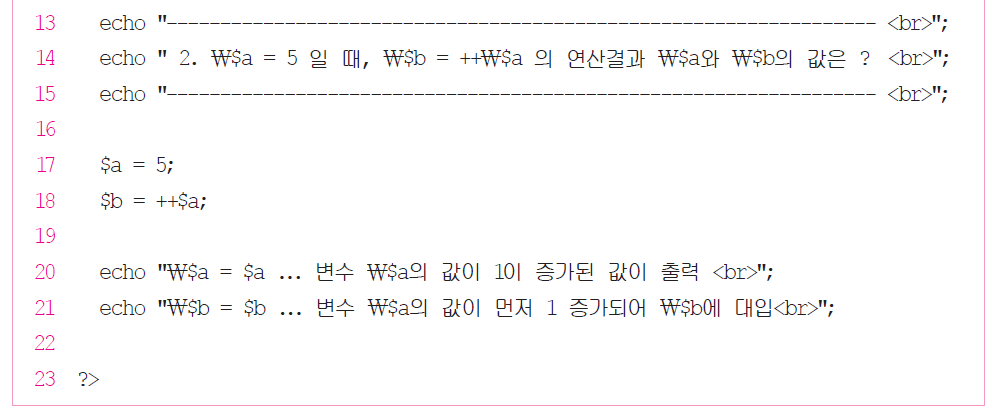 13 echo "------------------------------------------------------------------ <br>";
14 echo " 2. ₩$a = 5 일 때, ₩$b = ++₩$a 의 연산결과 ₩$a와 ₩$b의 값은 ? <br>";
15 echo "------------------------------------------------------------------ <br>";
16
17 $a = 5;
18 $b = ++$a;
19
20 echo "₩$a = $a ... 변수 ₩$a의 값이 1이 증가된 값이 출력 <br>";
21 echo "₩$b = $b ... 변수 ₩$a의 값이 먼저 1 증가되어 ₩$b에 대입<br>";
22
23 ?>